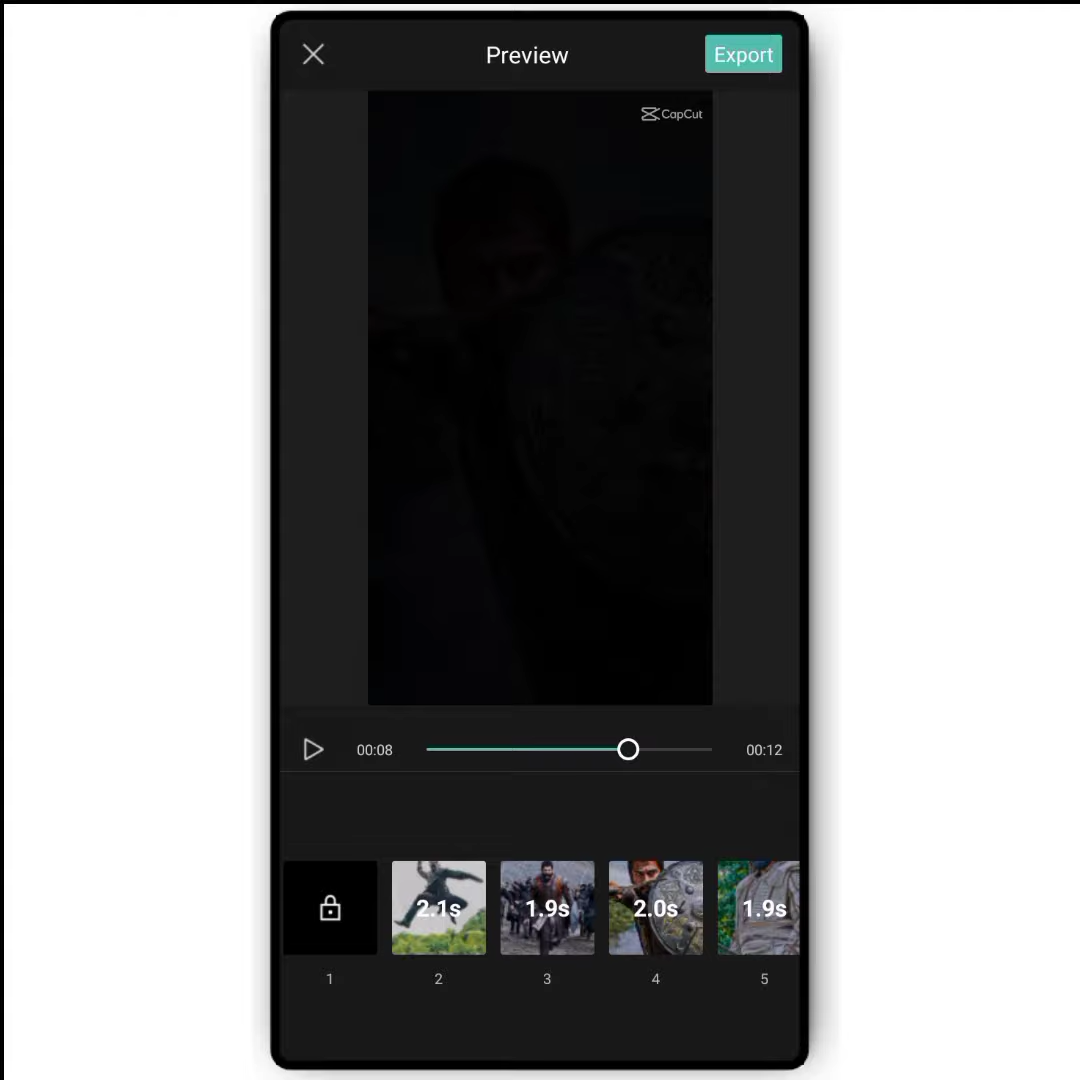 Preview
Export
CapCut
00:08
00:12
2.1s
1.9s
2.0s
1.9s
1
2
3
4
5